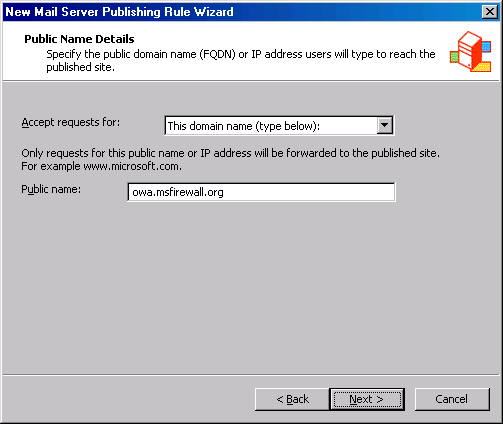 New Mail Server Publishing Rule Wizard
Public Name Details
Specify the public domain name (FQDN) or IP address users will type to reach the
published site.
Accept requests for:
This domain name (type below):
Only requests for this public name or IP address will be forwarded to the published site.
For example www.microsoft.com.
Public name:
owa.msfirewall.org
< Back
Next >
Cancel